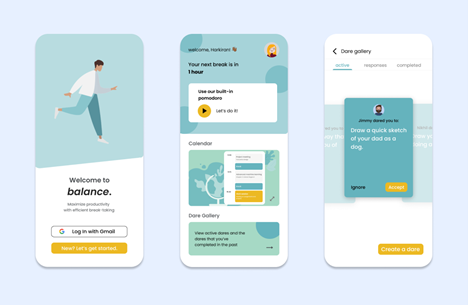 Welcome to
balance.
Maximise productivity
with efficient break-taking
Log In with Gmail
New? Let's get started.
welcome, Harkirat
Your next break is in
1 hour
Use our built-in
pomodoro
Let's do it!
Calendar
Dare Gallery
View active dares and the
dares that you've
completed in the past
Dare gallery
active
responses
completed
Jimmy dared you to:
Draw a quick sketch
of your dad as a
dog.
Ignore
Accept
Create a dare